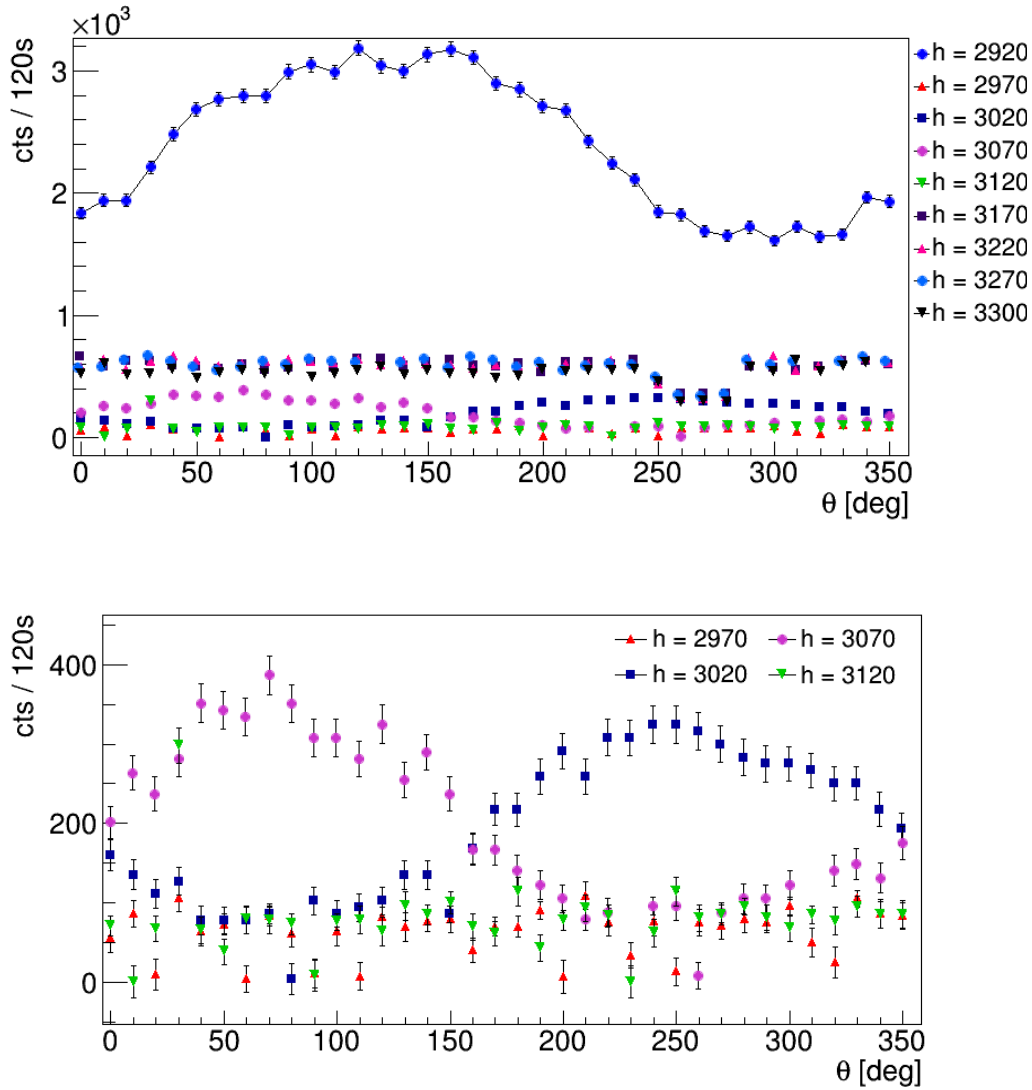 ×10³
cts / 120s
3
2
1
0
0 50 100 150 200 250 300 350
θ [deg]
h = 2920
h = 2970
h = 3020
h = 3070
h = 3120
h = 3170
h = 3220
h = 3270
h = 3300
cts / 120s
400
200
0
h = 2970 h = 3070
h = 3020 h = 3120
0 50 100 150 200 250 300 350
θ [deg]